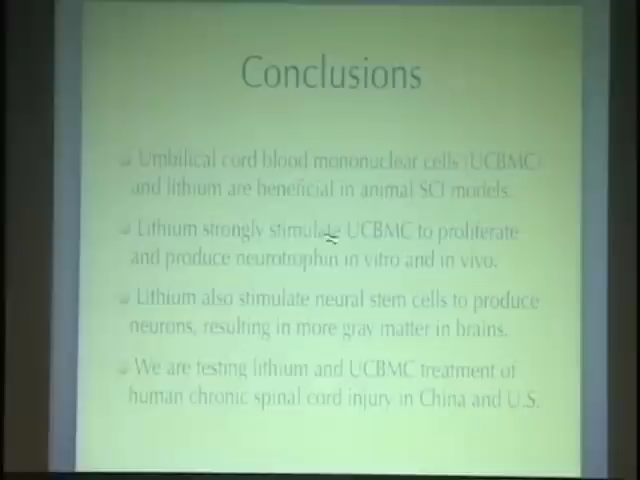 Conclusions
Umbilical cord blood mononuclear cells (UCBMC)
and lithium are beneficial in animal SCI models.
Lithium strongly stimulate UCBMC to proliferate
and produce neurotrophin in vitro and in vivo.
Lithium also stimulate neural stem cells to produce
neurons, resulting in more gray matter in brains.
We are testing lithium and UCBMC treatment of
human chronic spinal cord injury in China and U.S.